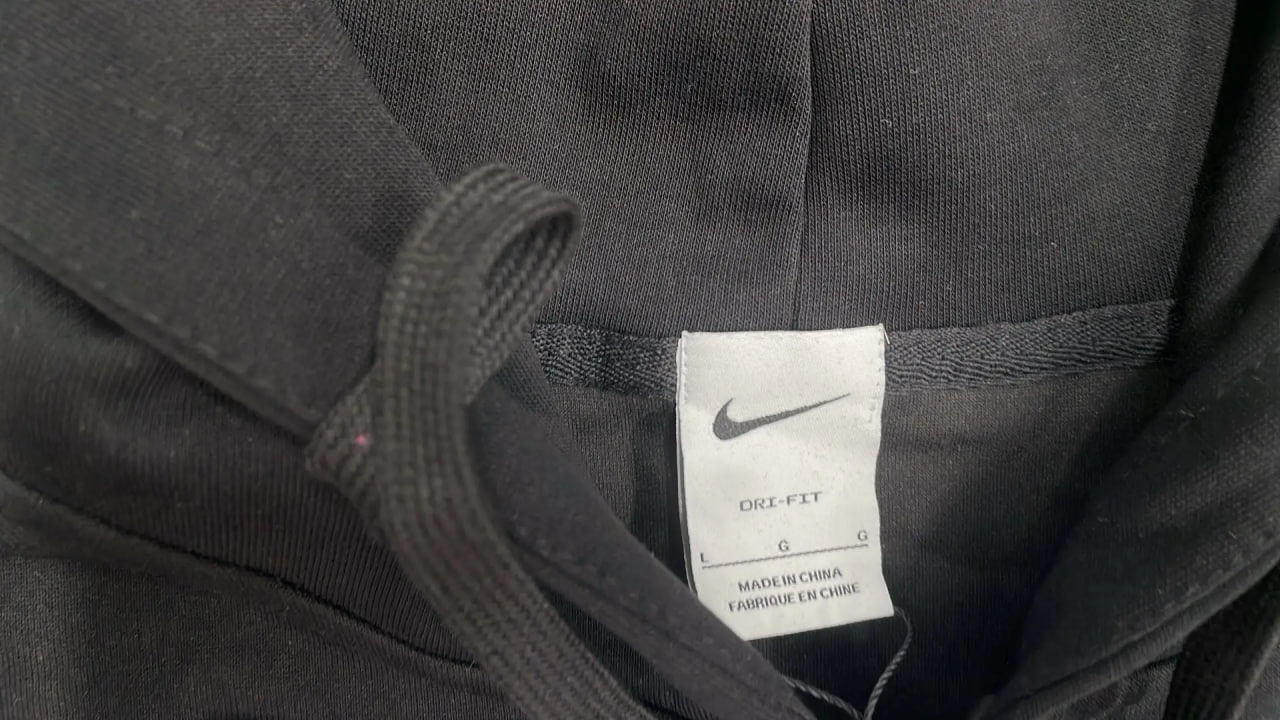 DRI-FIT
L G G
MADE IN CHINA
FABRIQUE EN CHINE